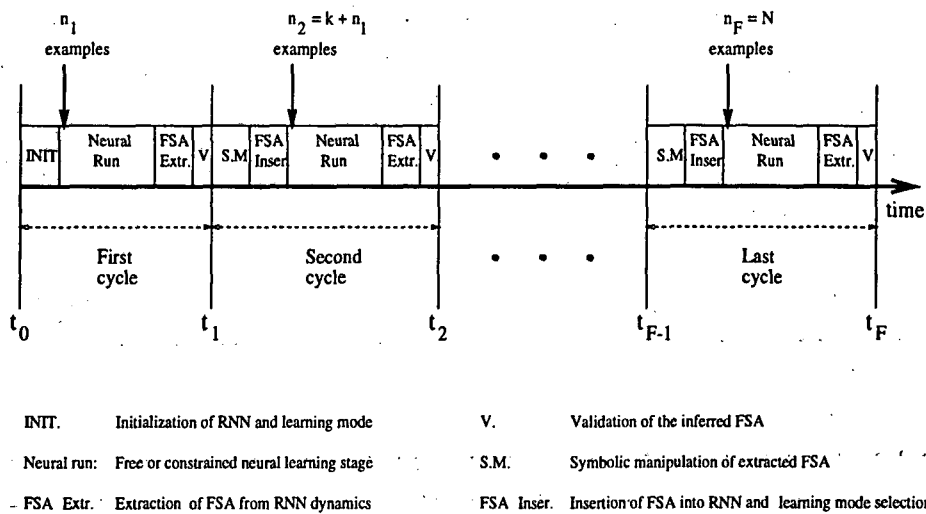 n1
examples
n2 = k + n1
examples
nF = N
examples
INIT
Neural
Run
FSA
Extr.
V
S.M
FSA
Inser.
Neural
Run
FSA
Extr.
V
S.M
FSA
Inser
Neural
Run
FSA
Extr.
V
time
First
cycle
Second
cycle
Last
cycle
t0
t1
t2
tF-1
tF
INIT. Initialization of RNN and learning mode
V. Validation of the inferred FSA
Neural run: Free or constrained neural learning stage
S.M. Symbolic manipulation of extracted FSA
FSA Extr. Extraction of FSA from RNN dynamics
FSA Inser. Insertion of FSA into RNN and learning mode selection